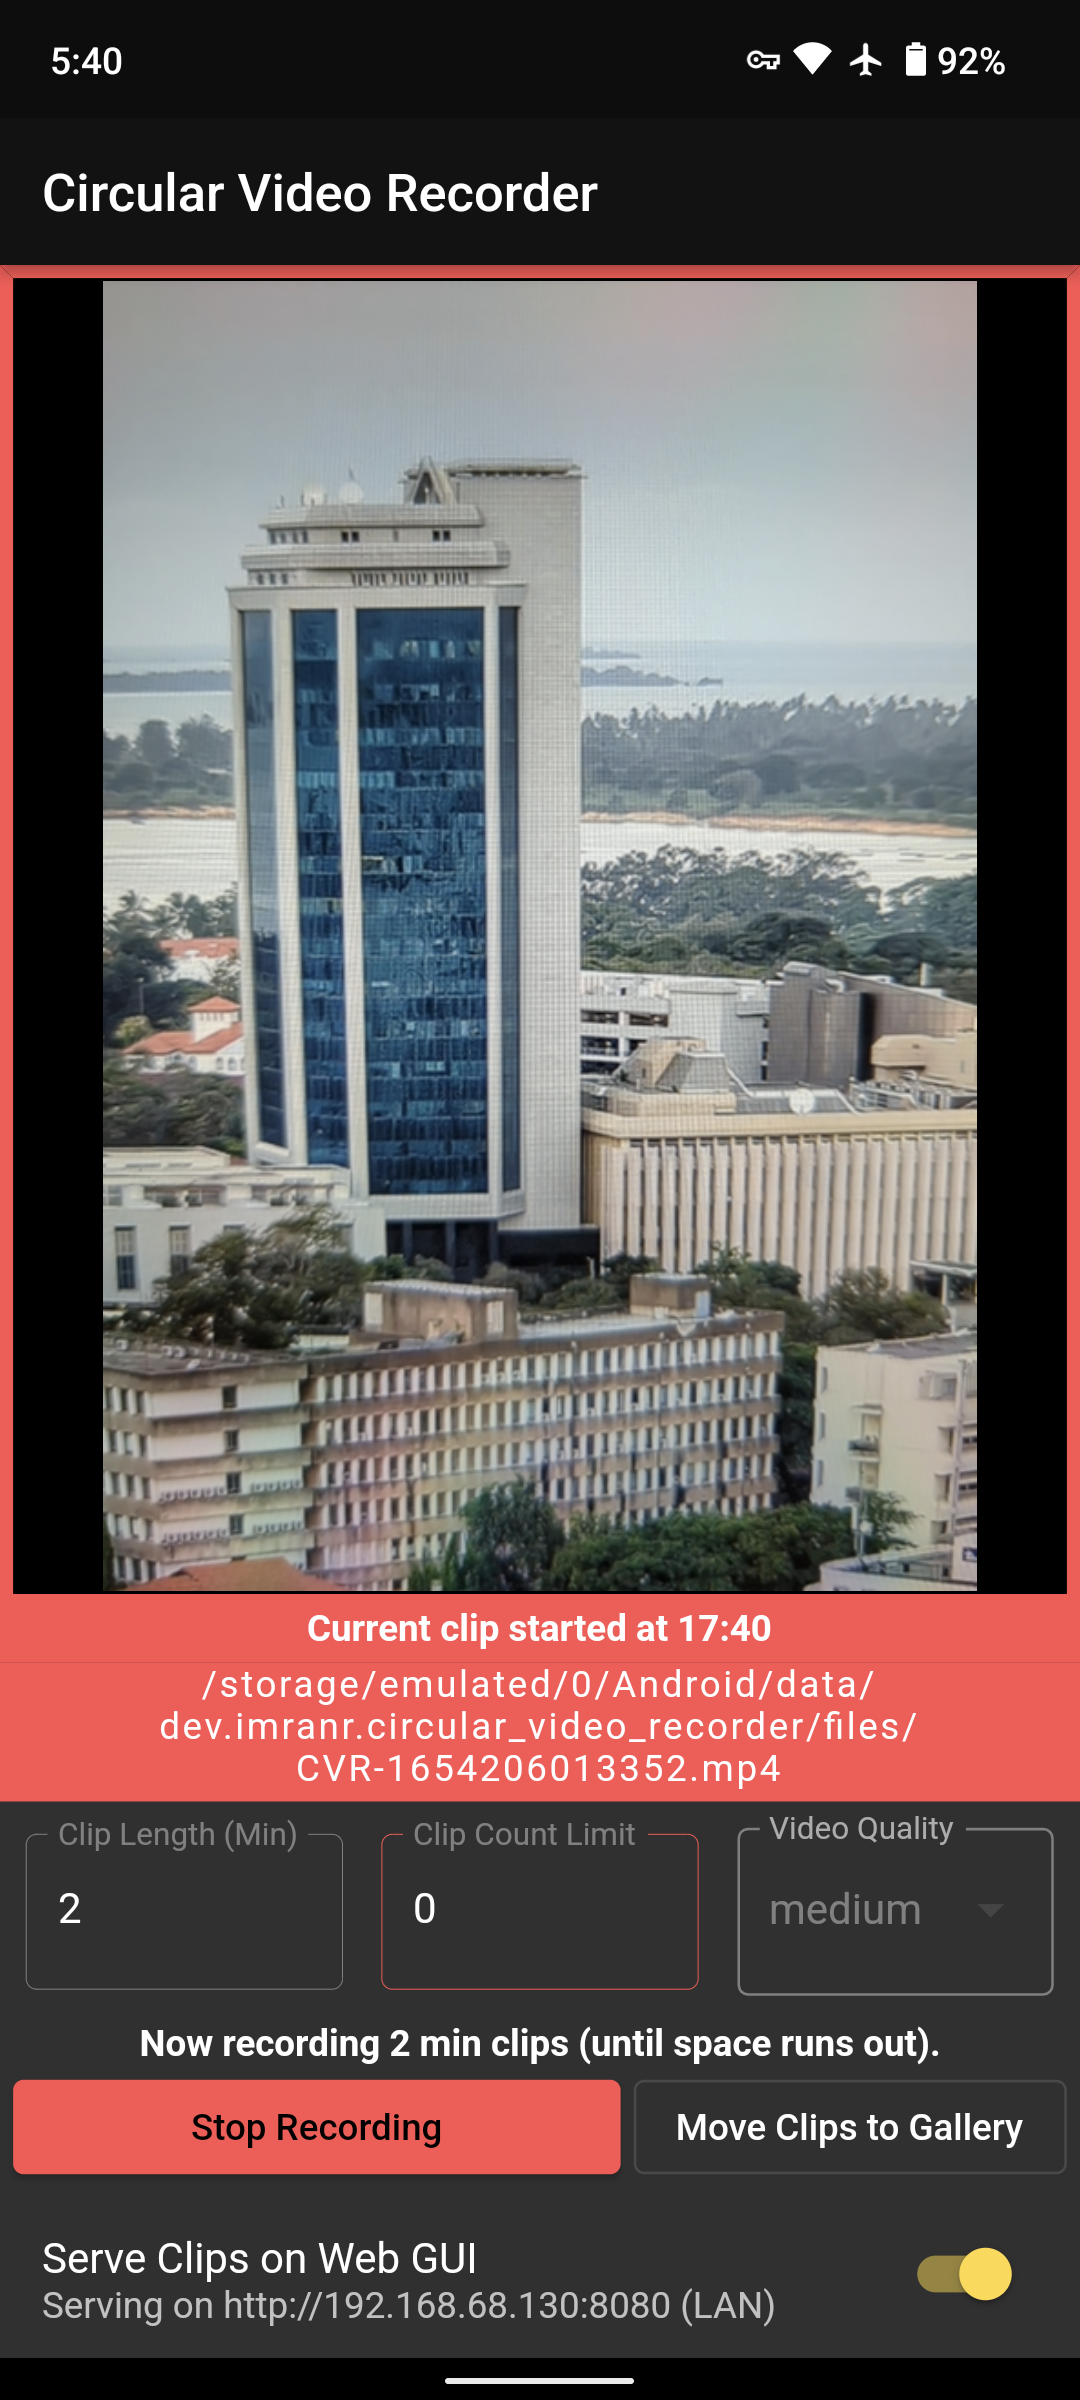 5:40
92%
Circular Video Recorder
Current clip started at 17:40
/storage/emulated/0/Android/data/
dev.imranr.circular_video_recorder/files/
CVR-1654206013352.mp4
Clip Length (Min)
2
Clip Count Limit
0
Video Quality
medium
Now recording 2 min clips (until space runs out).
Stop Recording
Move Clips to Gallery
Serve Clips on Web GUI
Serving on http://192.168.68.130:8080 (LAN)